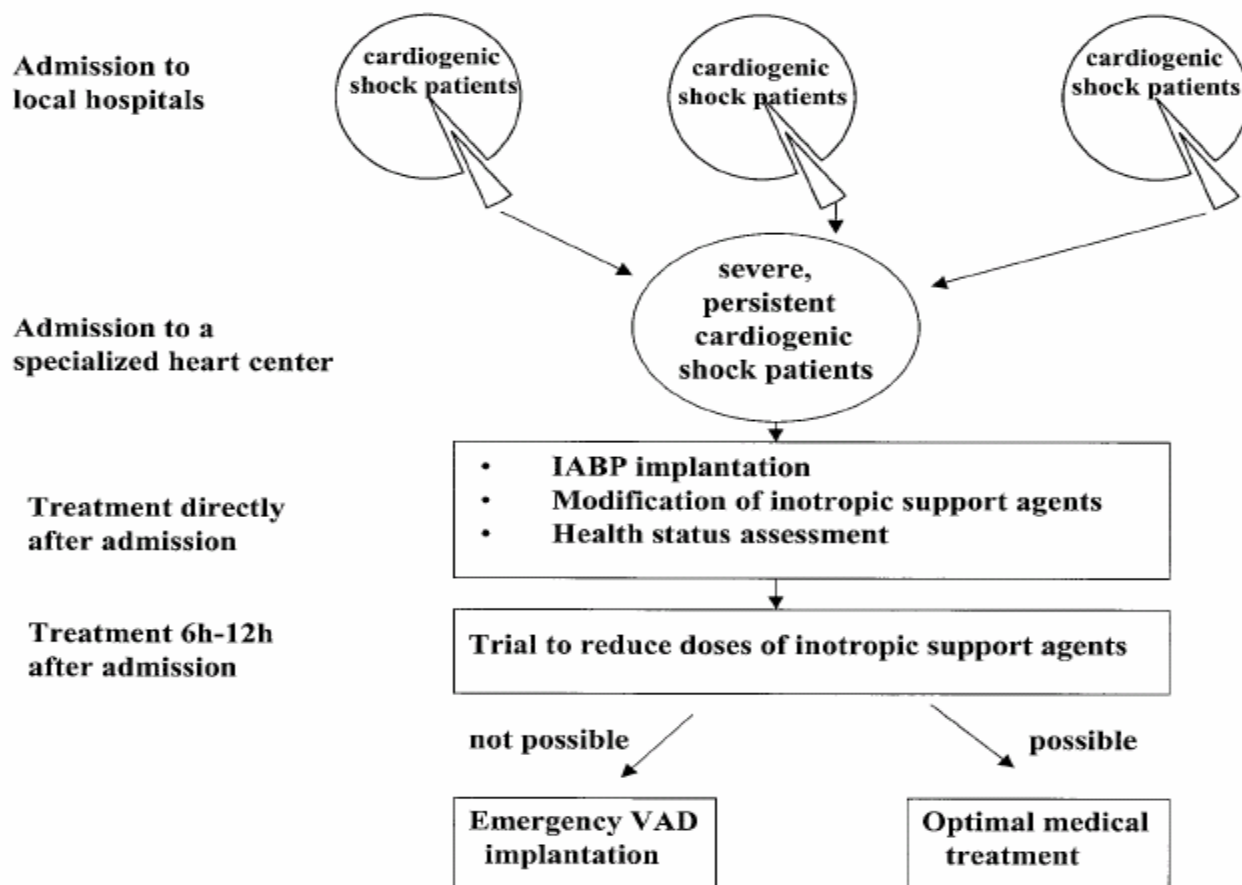 Admission to
local hospitals
cardiogenic
shock patients
cardiogenic
shock patients
cardiogenic
shock patients
Admission to a
specialized heart center
severe,
persistent
cardiogenic
shock patients
Treatment directly
after admission
• IABP implantation
• Modification of inotropic support agents
• Health status assessment
Treatment 6h-12h
after admission
Trial to reduce doses of inotropic support agents
not possible
possible
Emergency VAD
implantation
Optimal medical
treatment